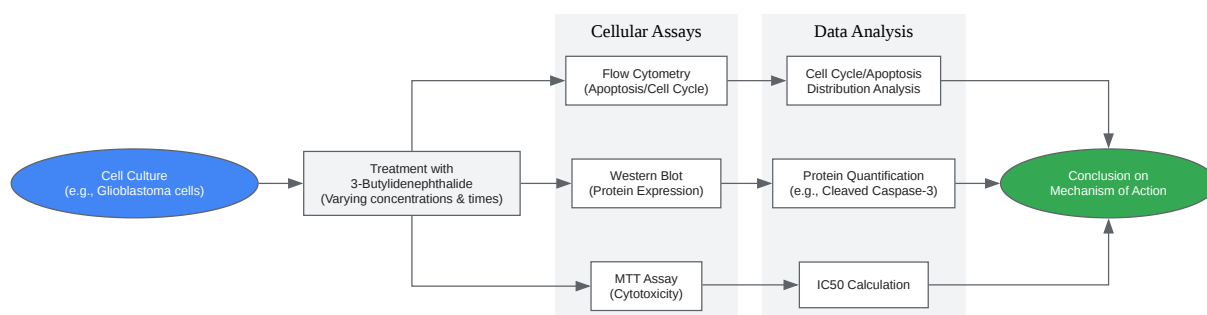 Cellular Assays
Data Analysis
Flow Cytometry
(Apoptosis/Cell Cycle)
Cell Cycle/Apoptosis
Distribution Analysis
Cell Culture
(e.g., Glioblastoma cells)
Treatment with
3-Butylidenephthalide
(Varying concentrations & times)
Western Blot
(Protein Expression)
Protein Quantification
(e.g., Cleaved Caspase-3)
Conclusion on
Mechanism of Action
MTT Assay
(Cytotoxicity)
IC50 Calculation